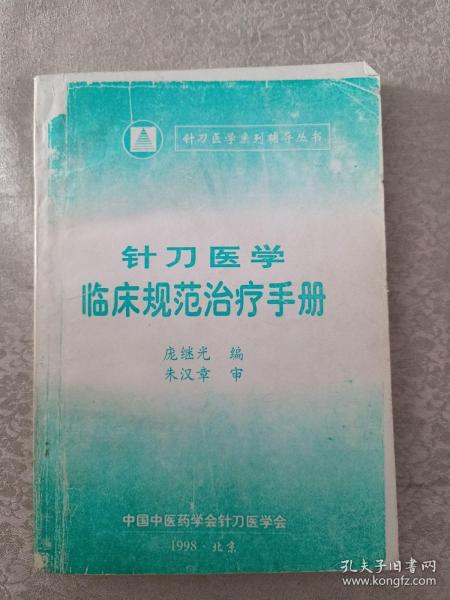 针刀医学系列辅导丛书
针刀医学
临床规范治疗手册
庞继光 编
朱汉章 审
中国中医药学会针刀医学会
1998·北京
孔夫子旧书网
www.kongfz.com